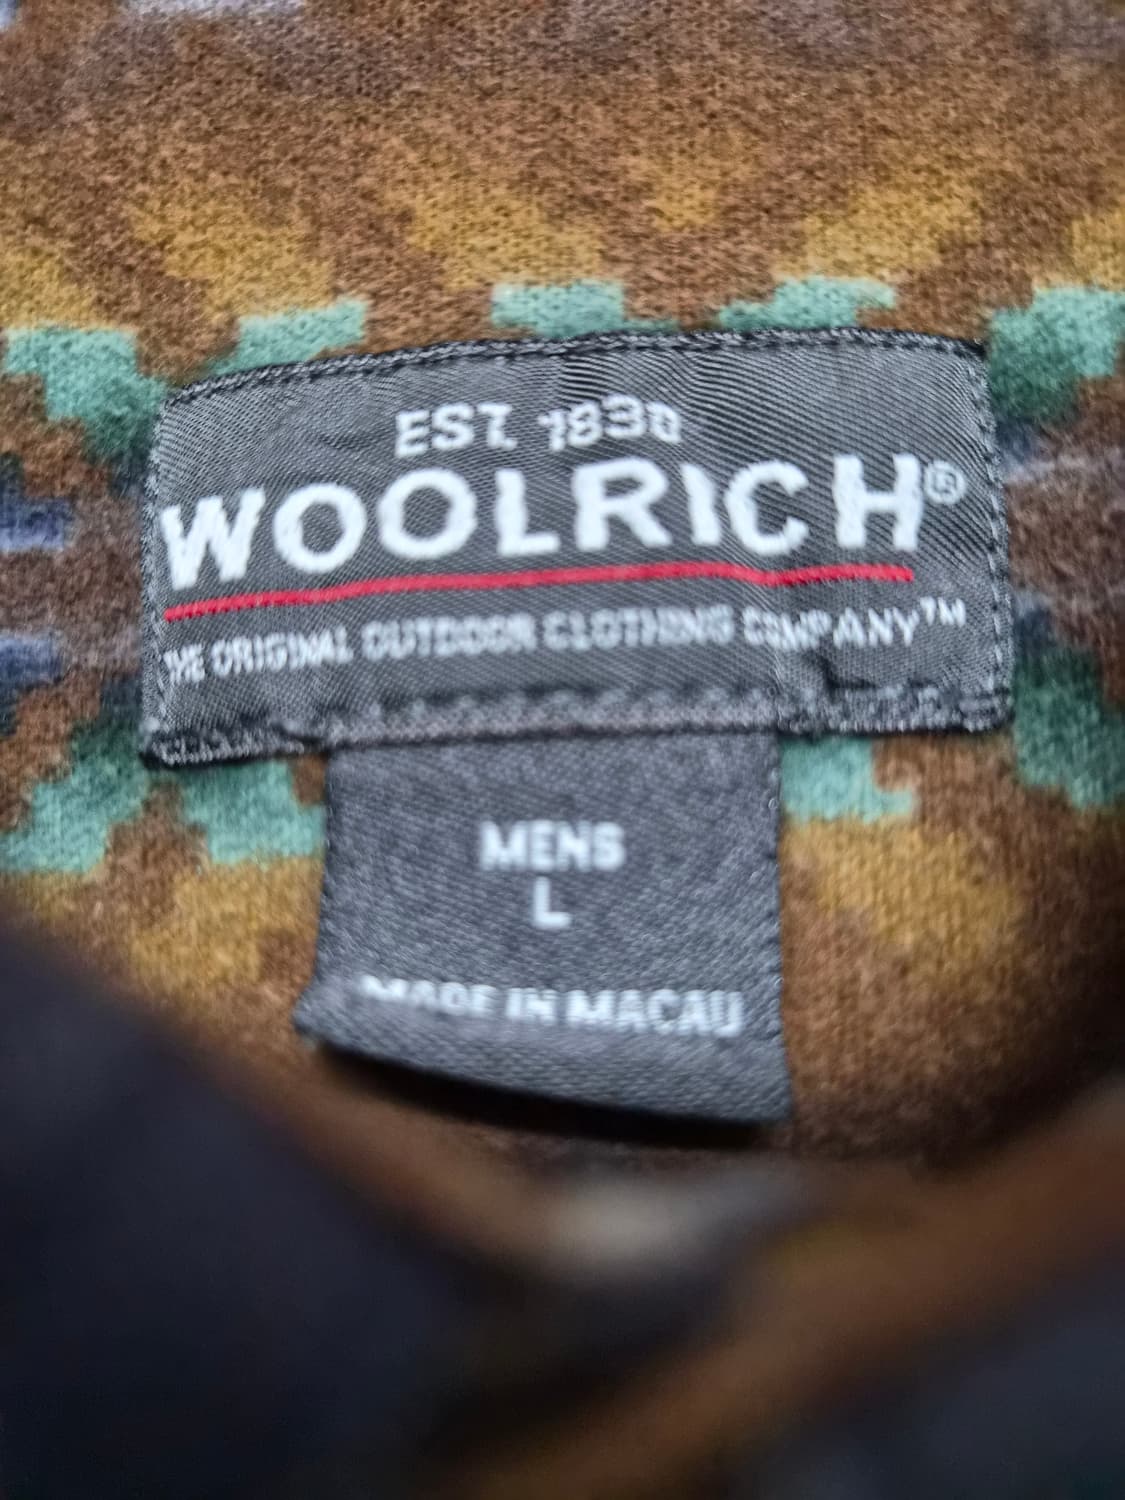 EST. 1830
WOOLRICH®
THE ORIGINAL OUTDOOR CLOTHING COMPANY™
MENS
L
MADE IN MACAU